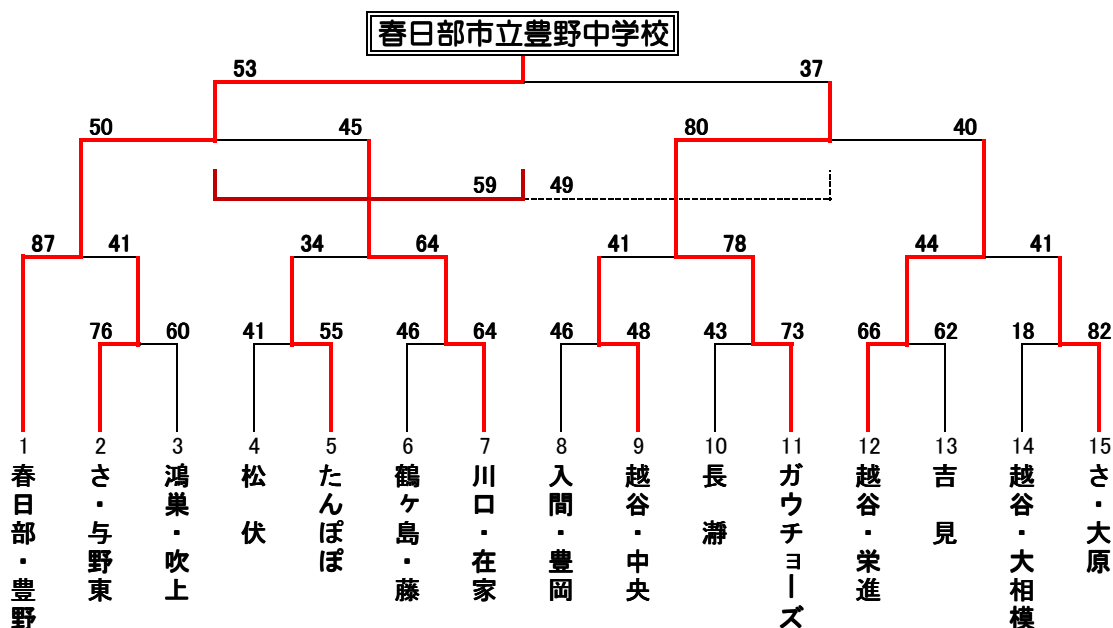 春日部市立豊野中学校
53 37
50 45 80 40
59 49
87 41 34 64 41 78 44 41
76 60 41 55 46 64 46 48 43 73 66 62 18 82
1 2 3 4 5 6 7 8 9 10 11 12 13 14 15
春日部・豊野
さ・与野東
鴻巣・吹上
松伏
たんぽぽ
鶴ヶ島・藤
川口・在家
入間・豊岡
越谷・中央
長瀞
ガウチョーズ
越谷・栄進
吉見
越谷・大相模
さ・大原